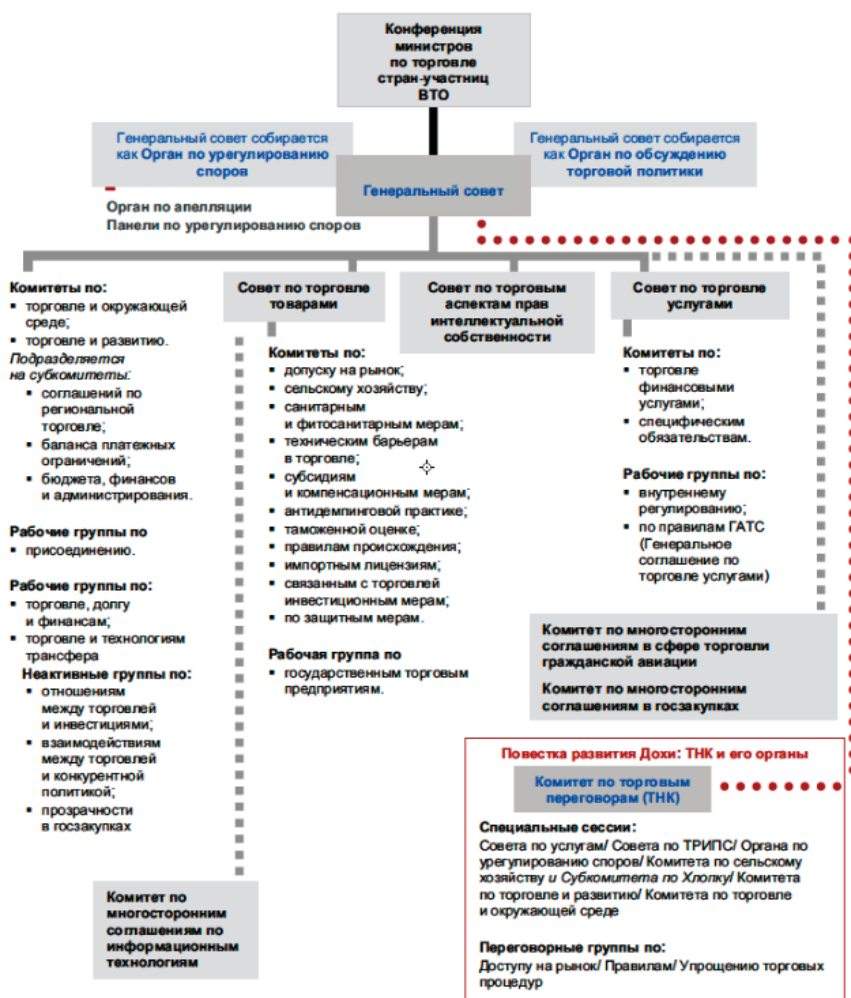 Конференция
министров
по торговле
стран-участниц
ВТО
Генеральный совет собирается
как Орган по урегулированию
споров
Генеральный совет собирается
как Орган по обсуждению
торговой политики
Генеральный совет
Орган по апелляции
Панели по урегулированию споров
Комитеты по:
▪ торговле и окружающей
среде;
▪ торговле и развитию.
Подразделяется
на субкомитеты:
▪ соглашений по
региональной
торговле;
▪ баланса платежных
ограничений;
▪ бюджета, финансов
и администрирования.
Рабочие группы по
▪ присоединению.
Рабочие группы по:
▪ торговле, долгу
и финансам;
▪ торговле и технологиям
трансфера
Неактивные группы по:
▪ отношениям
между торговлей
и инвестициями;
▪ взаимодействиям
между торговлей
и конкурентной
политикой;
▪ прозрачности
в госзакупках
Совет по торговле
товарами
Комитеты по:
▪ допуску на рынок;
▪ сельскому хозяйству;
▪ санитарным
и фитосанитарным мерам;
▪ техническим барьерам
в торговле;
▪ субсидиям
и компенсационным мерам;
▪ антидемпинговой практике;
▪ таможенной оценке;
▪ правилам происхождения;
▪ импортным лицензиям;
▪ связанным с торговлей
инвестиционным мерам;
▪ по защитным мерам.
Рабочая группа по
▪ государственным торговым
предприятиям.
Комитет по
многосторонним
соглашениям по
информационным
технологиям
Совет по торговым
аспектам прав
интеллектуальной
собственности
Совет по торговле
услугами
Комитеты по:
▪ торговле
финансовыми
услугами;
▪ специфическим
обязательствам.
Рабочие группы по:
▪ внутреннему
регулированию;
▪ по правилам ГАТС
(Генеральное
соглашение по
торговле услугами)
Комитет по многосторонним
соглашениям в сфере торговли
гражданской авиации
Комитет по многосторонним
соглашениям в госзакупках
Повестка развития Дохи: ТНК и его органы
Комитет по торговым
переговорам (ТНК)
Специальные сессии:
Совета по услугам/ Совета по ТРИПС/ Органа по
урегулированию споров/ Комитета по сельскому
хозяйству и Субкомитета по Хлопку/ Комитета
по торговле и развитию/ Комитета по торговле
и окружающей среде
Переговорные группы по:
Доступу на рынок/ Правилам/ Упрощению торговых
процедур